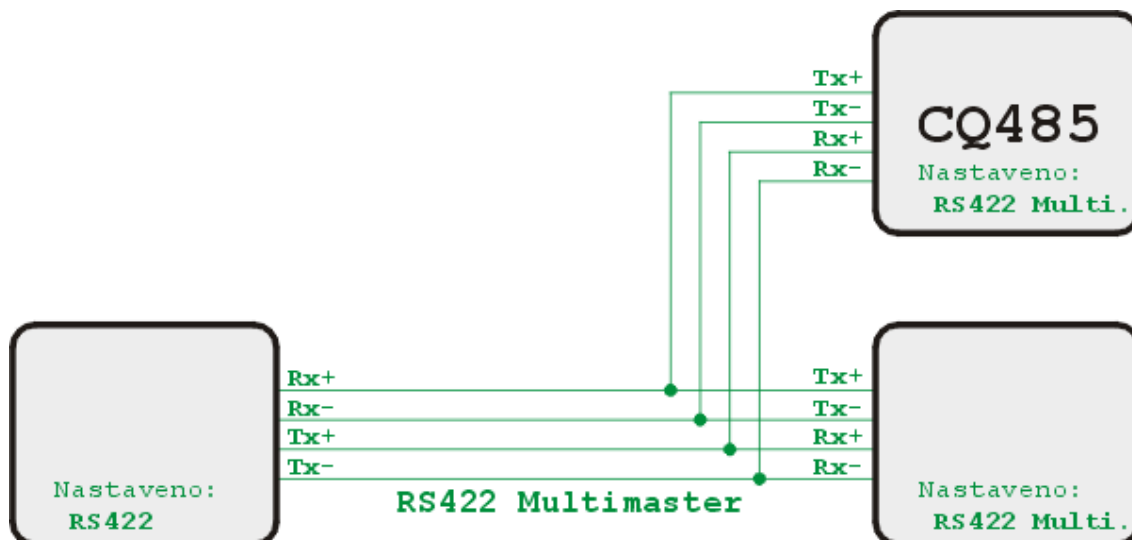 Tx+
Tx-
Rx+
Rx-
CQ485
Nastaveno:
RS422 Multi.
Rx+
Rx-
Tx+
Tx-
Nastaveno:
RS422
RS422 Multimaster
Tx+
Tx-
Rx+
Rx-
Nastaveno:
RS422 Multi.